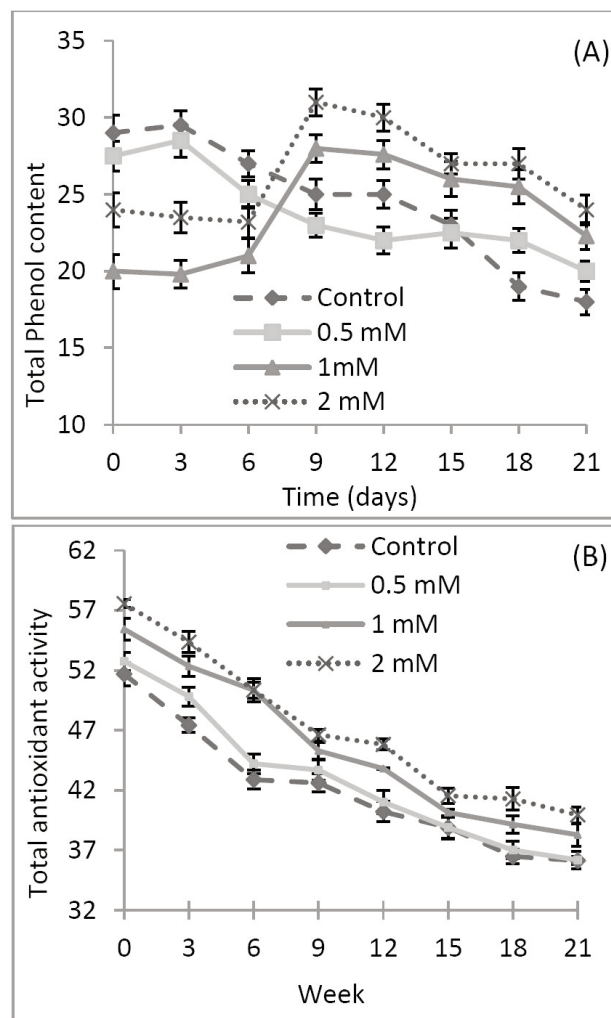 (A)
Total Phenol content
35
30
25
20
15
10
Control
0.5 mM
1mM
2 mM
0 3 6 9 12 15 18 21
Time (days)
(B)
Total antioxidant activity
62
57
52
47
42
37
32
Control
0.5 mM
1 mM
2 mM
0 3 6 9 12 15 18 21
Week